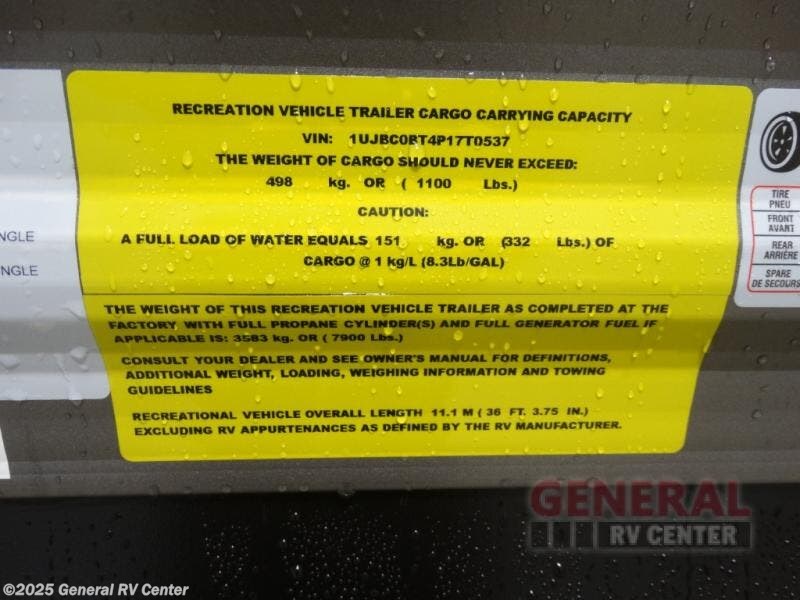 RECREATION VEHICLE TRAILER CARGO CARRYING CAPACITY
VIN: 1UJBC0BT4P17T0537
THE WEIGHT OF CARGO SHOULD NEVER EXCEED:
498 kg. OR ( 1100 Lbs.)
CAUTION:
A FULL LOAD OF WATER EQUALS 151 kg. OR (332 Lbs.) OF
CARGO @ 1 kg/L (8.3Lb/GAL)
THE WEIGHT OF THIS RECREATION VEHICLE TRAILER AS COMPLETED AT THE
FACTORY WITH FULL PROPANE CYLINDER(S) AND FULL GENERATOR FUEL IF
APPLICABLE IS: 3583 kg. OR ( 7900 Lbs.)
CONSULT YOUR DEALER AND SEE OWNER'S MANUAL FOR DEFINITIONS,
ADDITIONAL WEIGHT, LOADING, WEIGHING INFORMATION AND TOWING
GUIDELINES
RECREATIONAL VEHICLE OVERALL LENGTH 11.1 M ( 36 FT. 3.75 IN.)
EXCLUDING RV APPURTENANCES AS DEFINED BY THE RV MANUFACTURER.
NGLE
NGLE
TIRE
PNEU
FRONT
AVANT
REAR
ARRIÈRE
SPARE
DE SECOURS
GENERAL
RV CENTER
©2025 General RV Center